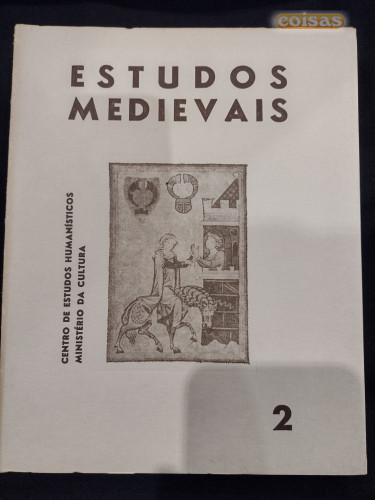 coisas
ESTUDOS
MEDIEVAIS
CENTRO DE ESTUDOS HUMANÍSTICOS
MINISTÉRIO DA CULTURA
2